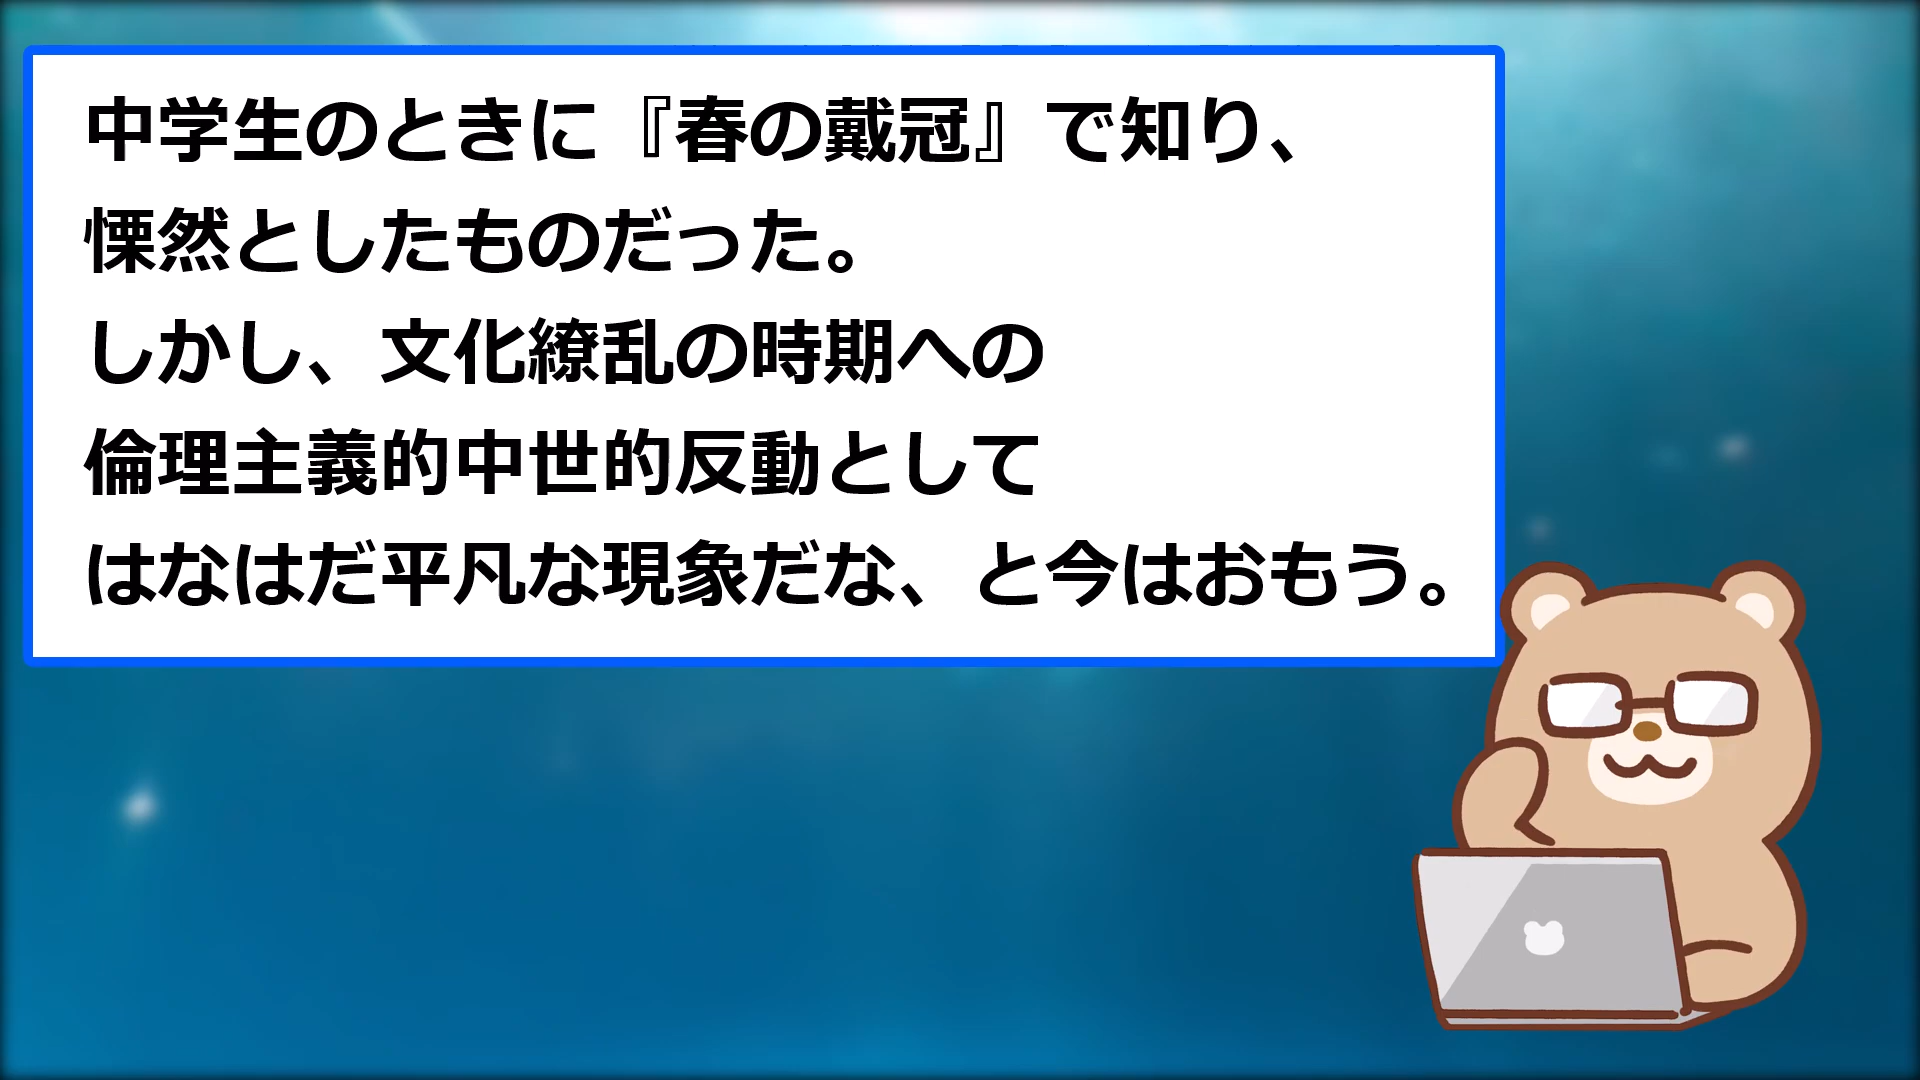 中学生のときに『春の戴冠』で知り、
慄然としたものだった。
しかし、文化繚乱の時期への
倫理主義的中世的反動として
はなはだ平凡な現象だな、と今はおもう。